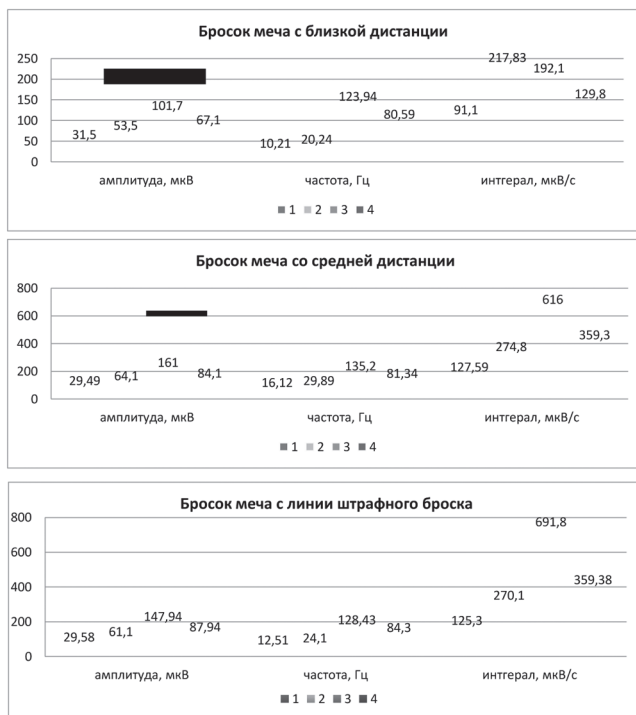 Бросок меча с близкой дистанции
250
200
150
100
50
0
31,5 53,5 101,7 67,1 10,21 20,24 123,94 80,59 91,1 217,83 192,1 129,8
амплитуда, мкВ частота, Гц интгерал, мкВ/с
1 2 3 4
Бросок меча со средней дистанции
800
600
400
200
0
29,49 64,1 161 84,1 16,12 29,89 135,2 81,34 127,59 274,8 616 359,3
амплитуда, мкВ частота, Гц интгерал, мкВ/с
1 2 3 4
Бросок меча с линии штрафного броска
800
600
400
200
0
29,58 61,1 147,94 87,94 12,51 24,1 128,43 84,3 125,3 270,1 691,8 359,38
амплитуда, мкВ частота, Гц интгерал, мкВ/с
1 2 3 4